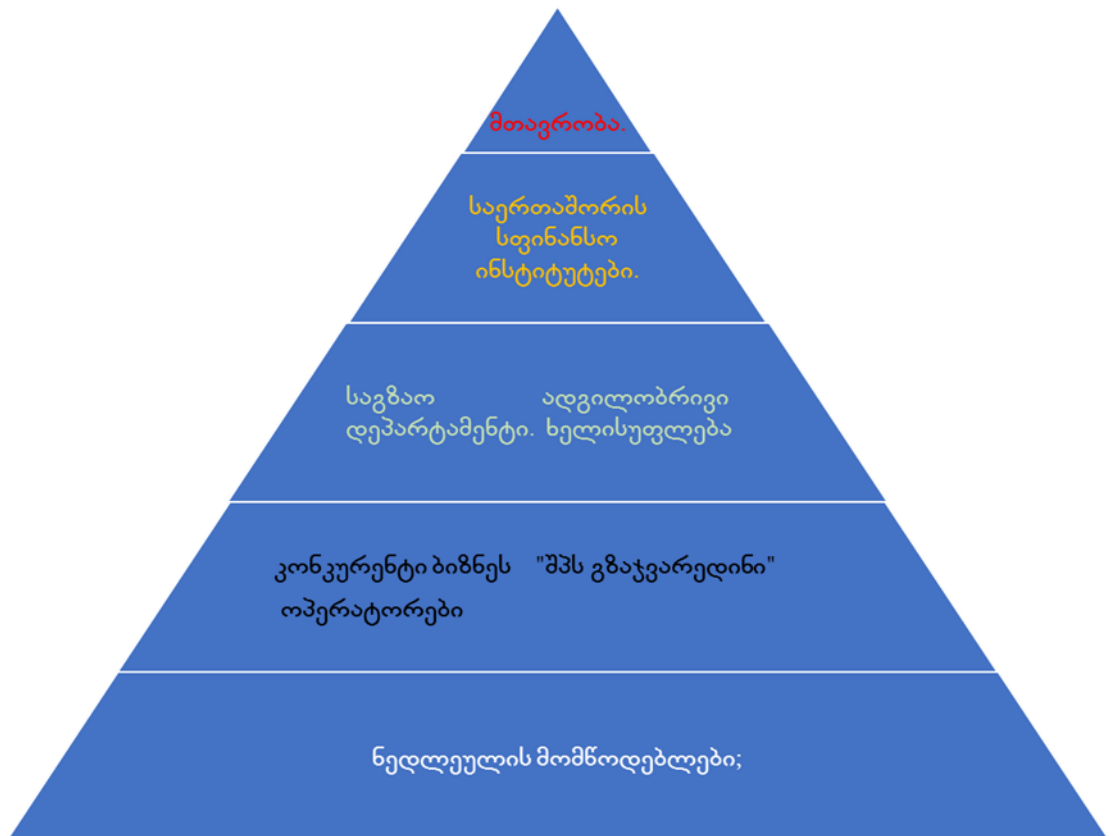 მთავრობა.
საერთაშორის
სფინანსო
ინსტიტუტები.
საგზაო ადგილობრივი
დეპარტამენტი. ხელისუფლება
კონკურენტი ბიზნეს "შპს გზაჯვარედინი"
ოპერატორები
ნედლეულის მომწოდებლები;